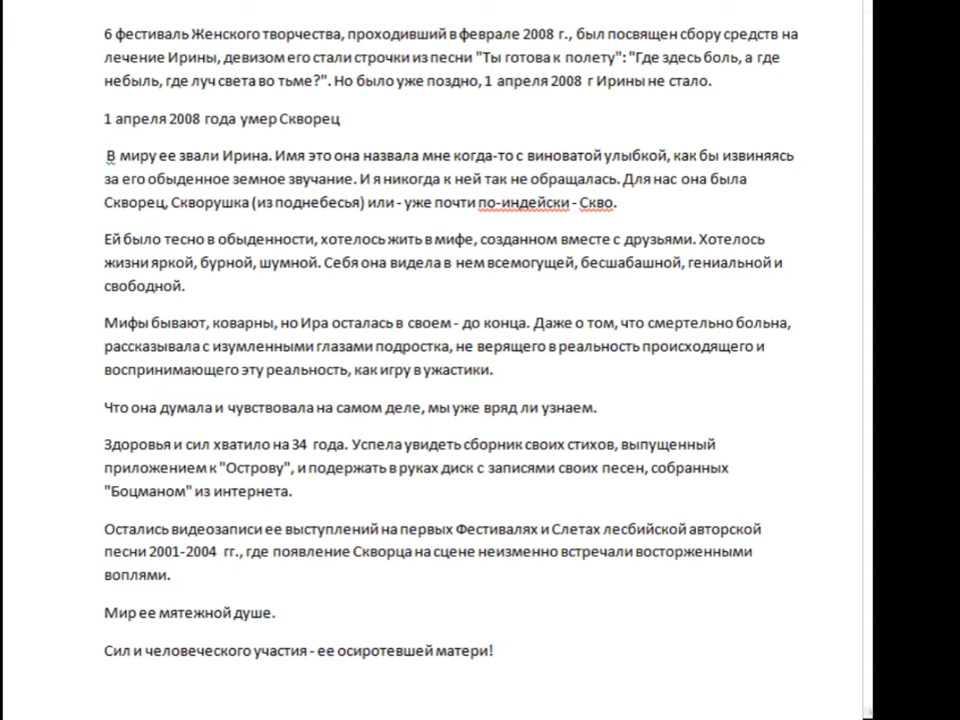 6 фестиваль Женского творчества, проходивший в феврале 2008 г., был посвящен сбору средств на
лечение Ирины, девизом его стали строчки из песни "Ты готова к полету": "Где здесь боль, а где
небыль, где луч света во тьме?". Но было уже поздно, 1 апреля 2008 г Ирины не стало.
1 апреля 2008 года умер Скворец
В миру ее звали Ирина. Имя это она назвала мне когда-то с виноватой улыбкой, как бы извиняясь
за его обыденное земное звучание. И я никогда к ней так не обращалась. Для нас она была
Скворец, Скворушка (из поднебесья) или - уже почти по-индейски - Скво.
Ей было тесно в обыденности, хотелось жить в мифе, созданном вместе с друзьями. Хотелось
жизни яркой, бурной, шумной. Себя она видела в нем всемогущей, бесшабашной, гениальной и
свободной.
Мифы бывают, коварны, но Ира осталась в своем - до конца. Даже о том, что смертельно больна,
рассказывала с изумленными глазами подростка, не верящего в реальность происходящего и
воспринимающего эту реальность, как игру в ужастики.
Что она думала и чувствовала на самом деле, мы уже вряд ли узнаем.
Здоровья и сил хватило на 34 года. Успела увидеть сборник своих стихов, выпущенный
приложением к "Острову", и подержать в руках диск с записями своих песен, собранных
"Боцманом" из интернета.
Остались видеозаписи ее выступлений на первых Фестивалях и Слетах лесбийской авторской
песни 2001-2004 гг., где появление Скворца на сцене неизменно встречали восторженными
воплями.
Мир ее мятежной душе.
Сил и человеческого участия - ее осиротевшей матери!